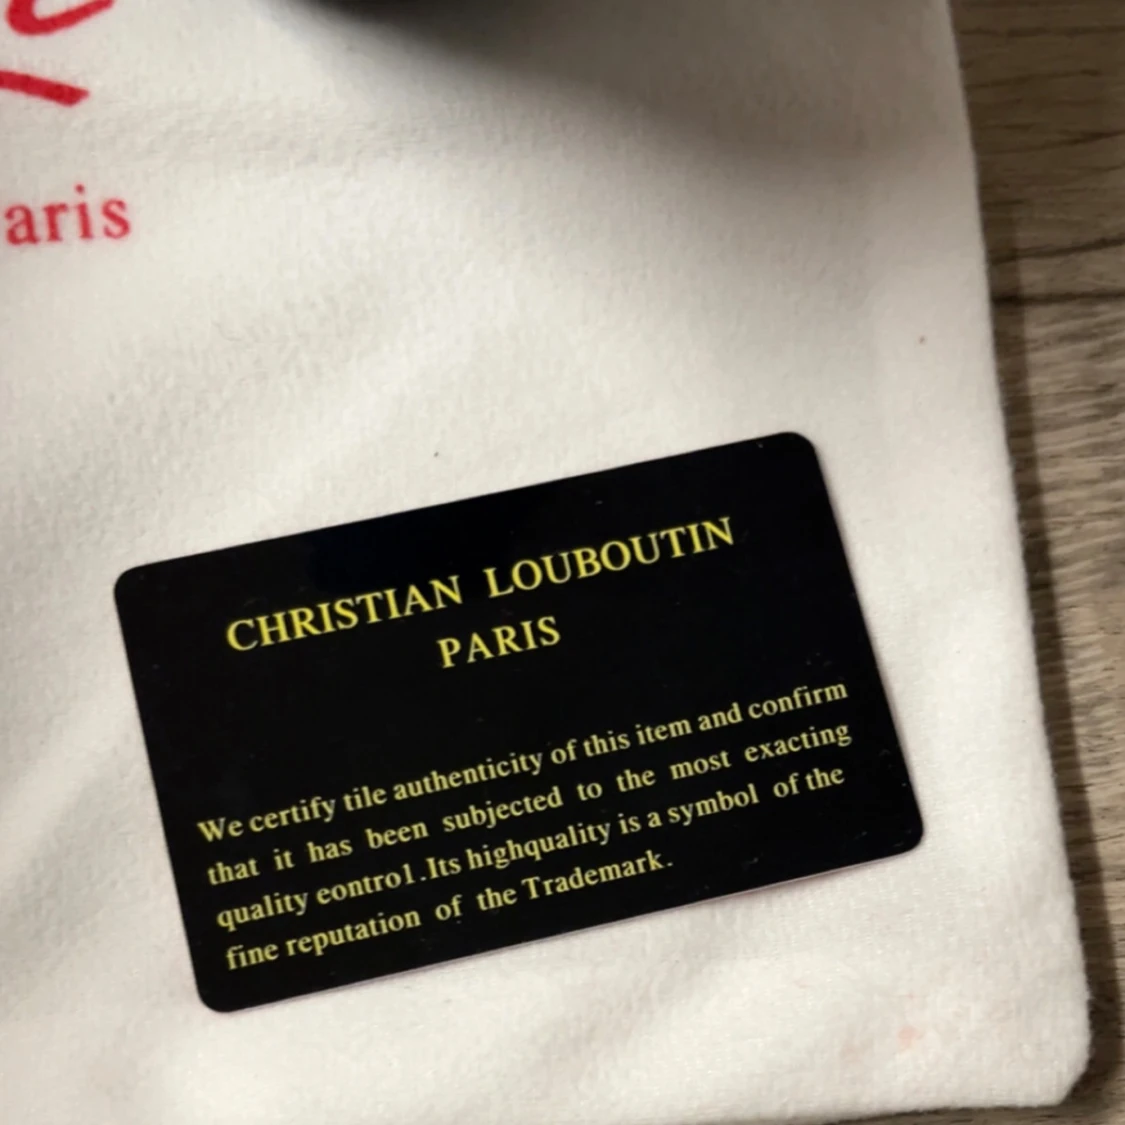 aris
CHRISTIAN LOUBOUTIN
PARIS
We certify tile authenticity of this item and confirm
that it has been subjected to the most exacting
quality eontro1.Its highquality is a symbol of the
fine reputation of the Trademark.